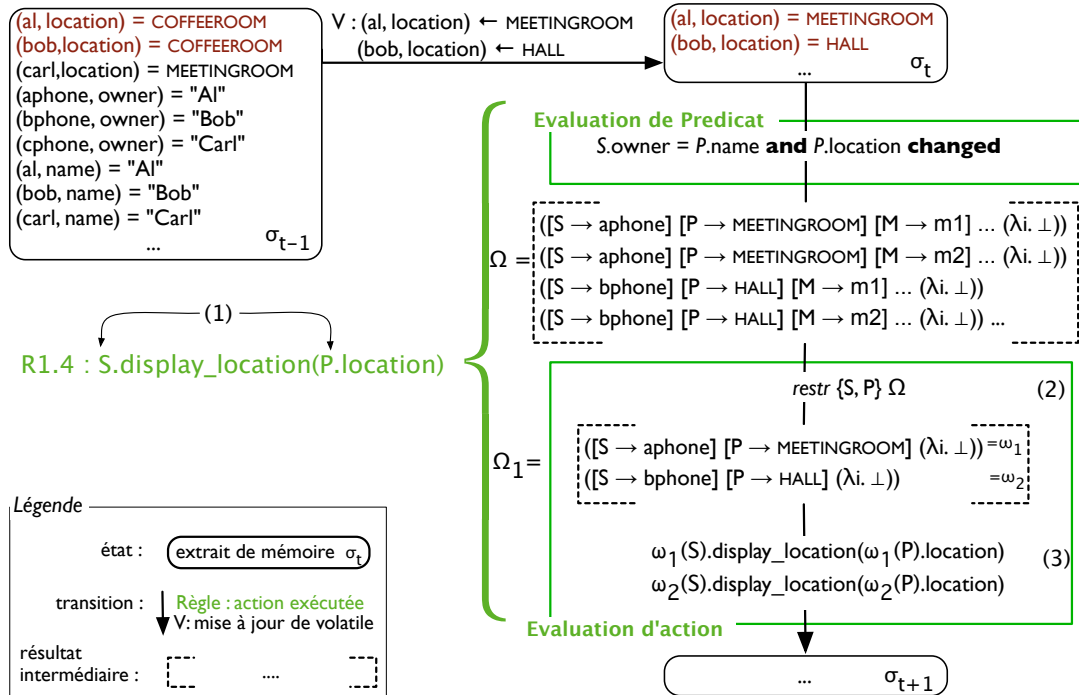 (al, location) = COFFEEROOM
(bob,location) = COFFEEROOM
(carl,location) = MEETINGROOM
(aphone, owner) = "Al"
(bphone, owner) = "Bob"
(cphone, owner) = "Carl"
(al, name) = "Al"
(bob, name) = "Bob"
(carl, name) = "Carl"
... σt-1
V : (al, location) ← MEETINGROOM
(bob, location) ← HALL
(al, location) = MEETINGROOM
(bob, location) = HALL
... σt
Evaluation de Predicat
S.owner = P.name and P.location changed
Ω =
([S → aphone] [P → MEETINGROOM] [M → m1] ... (λi. ⊥))
([S → aphone] [P → MEETINGROOM] [M → m2] ... (λi. ⊥))
([S → bphone] [P → HALL] [M → m1] ... (λi. ⊥))
([S → bphone] [P → HALL] [M → m2] ... (λi. ⊥)) ...
(1)
R1.4 : S.display_location(P.location)
restr {S, P} Ω (2)
Ω1 =
([S → aphone] [P → MEETINGROOM] (λi. ⊥)) =ω1
([S → bphone] [P → HALL] (λi. ⊥)) =ω2
ω1(S).display_location(ω1(P).location) (3)
ω2(S).display_location(ω2(P).location)
Evaluation d'action
... σt+1
Légende
état : extrait de mémoire σt
transition : Règle : action exécutée
V: mise à jour de volatile
résultat
intermédiaire : ....